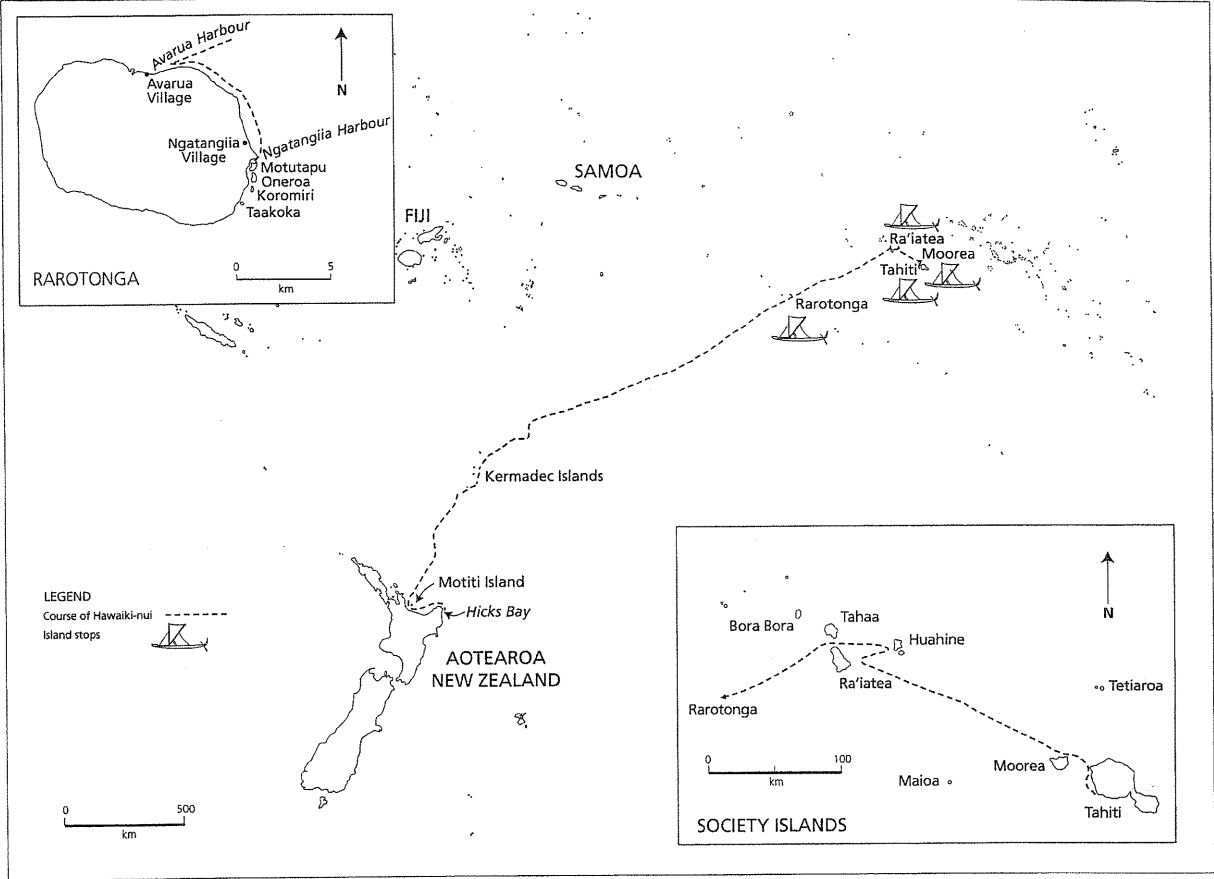 Avarua Harbour
N
Avarua
Village
Ngatangiia
Village
Ngatangiia Harbour
Motutapu
Oneroa
Koromiri
Taakoka
0 5
km
RAROTONGA
SAMOA
FIJI
Ra'iatea
Moorea
Tahiti
Rarotonga
Kermadec Islands
Motiti Island
Hicks Bay
LEGEND
Course of Hawaiki-nui
Island stops
AOTEAROA
NEW ZEALAND
0 500
km
N
Tahaa
Bora Bora
Huahine
Ra'iatea
Tetiaroa
Rarotonga
0 100
km
Moorea
Maioa
Tahiti
SOCIETY ISLANDS